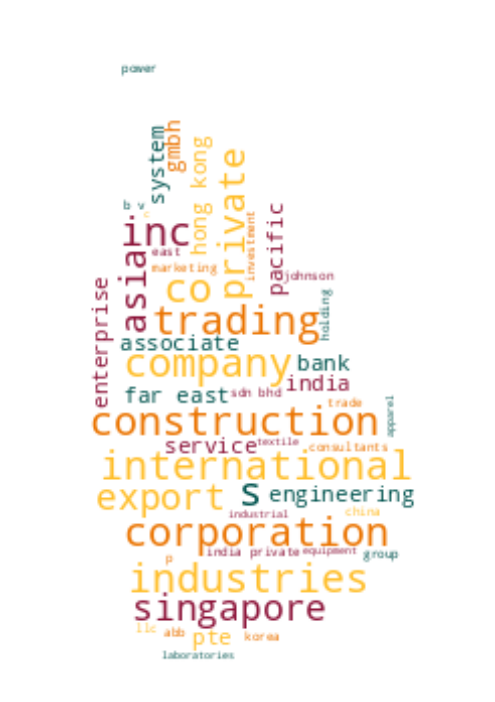 power
system
gmbh
hong kong
private
b v
c
inc
east
investment
pacific
marketing
johnson
asia
co
enterprise
trading
holding
associate
company
bank
india
far east
sdn bhd
trade
apparel
construction
service
textile
consultants
international
export
s
engineering
industrial
china
corporation
india private
equipment
group
p
industries
singapore
llc
abb
pte
korea
laboratories